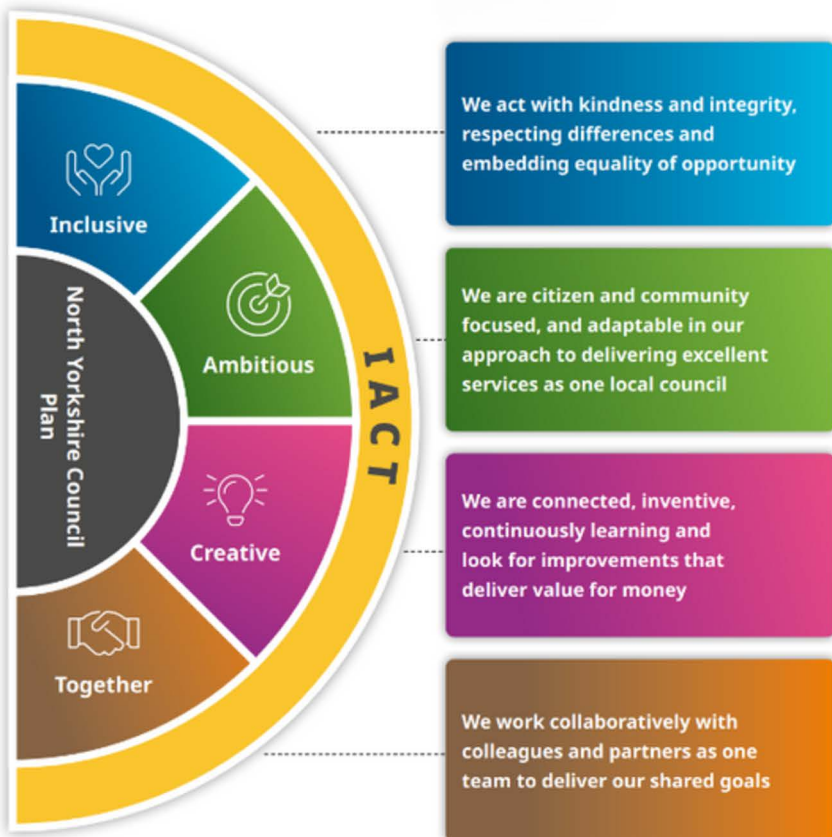 Inclusive
We act with kindness and integrity,
respecting differences and
embedding equality of opportunity
Ambitious
We are citizen and community
focused, and adaptable in our
approach to delivering excellent
services as one local council
Creative
We are connected, inventive,
continuously learning and
look for improvements that
deliver value for money
Together
We work collaboratively with
colleagues and partners as one
team to deliver our shared goals
North Yorkshire Council
Plan
IACT